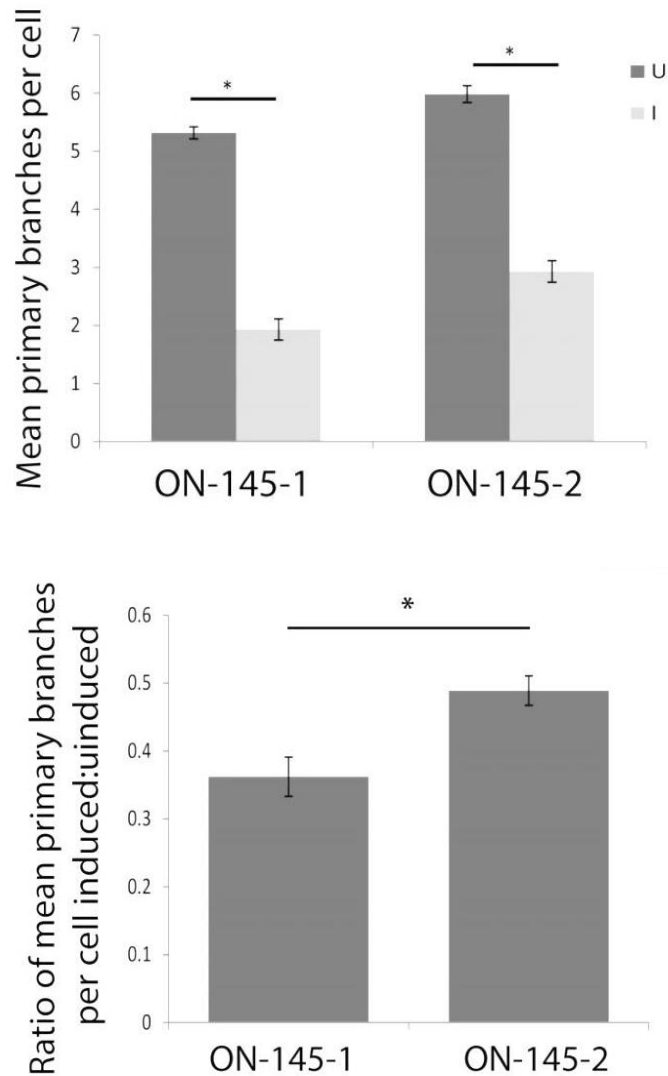 Mean primary branches per cell
7
6
5
4
3
2
1
0
*
*
U
I
ON-145-1
ON-145-2
Ratio of mean primary branches
per cell induced:uinduced
0.6
0.5
0.4
0.3
0.2
0.1
0
*
ON-145-1
ON-145-2